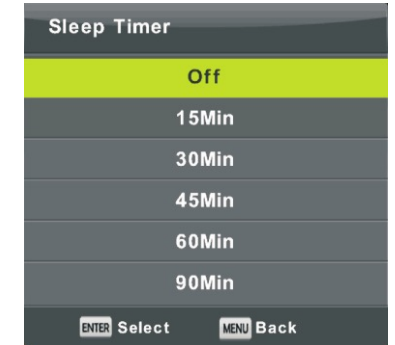 Sleep Timer
Off
15Min
30Min
45Min
60Min
90Min
ENTER Select MENU Back